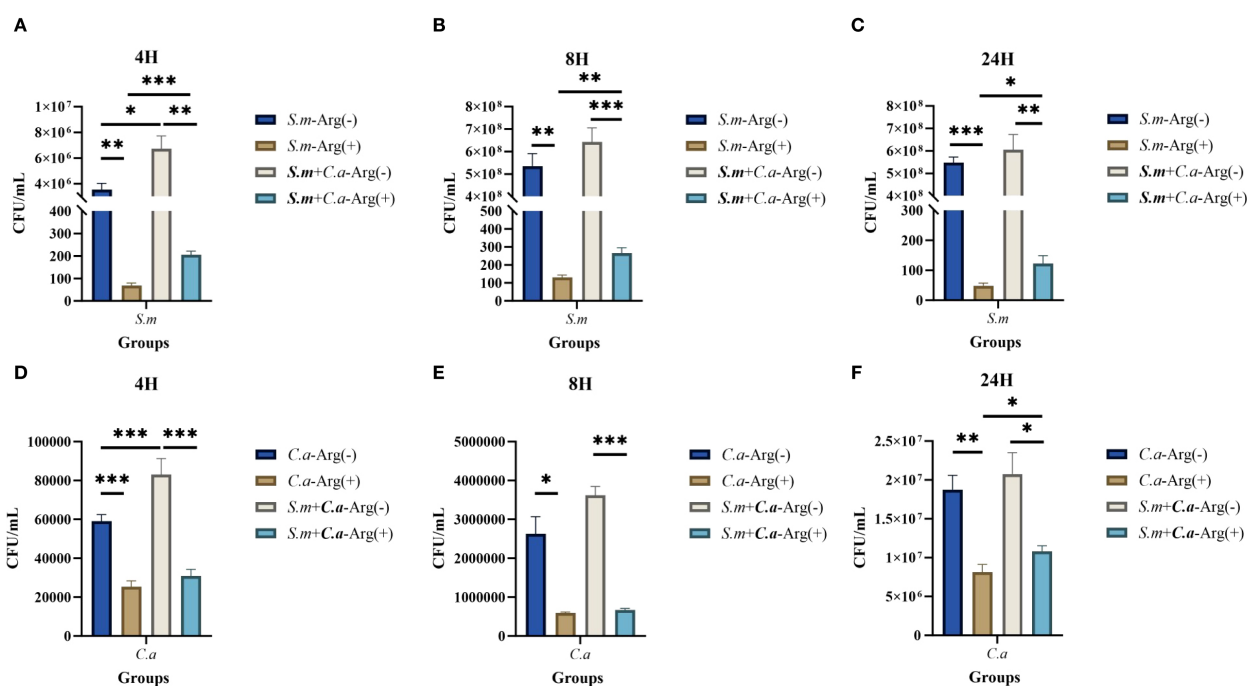 A
4H
***
*
**
**
1×10⁷
8×10⁶
6×10⁶
4×10⁶
400
300
200
100
0
CFU/mL
S.m
Groups
S.m-Arg(-)
S.m-Arg(+)
S.m+C.a-Arg(-)
S.m+C.a-Arg(+)
B
8H
**
***
**
8×10⁸
7×10⁸
6×10⁸
5×10⁸
4×10⁸
500
400
300
200
100
0
CFU/mL
S.m
Groups
S.m-Arg(-)
S.m-Arg(+)
S.m+C.a-Arg(-)
S.m+C.a-Arg(+)
C
24H
*
**
***
8×10⁸
7×10⁸
6×10⁸
5×10⁸
4×10⁸
300
200
100
0
CFU/mL
S.m
Groups
S.m-Arg(-)
S.m-Arg(+)
S.m+C.a-Arg(-)
S.m+C.a-Arg(+)
D
4H
***
***
***
100000
80000
60000
40000
20000
0
CFU/mL
C.a
Groups
C.a-Arg(-)
C.a-Arg(+)
S.m+C.a-Arg(-)
S.m+C.a-Arg(+)
E
8H
***
*
5000000
4000000
3000000
2000000
1000000
0
CFU/mL
C.a
Groups
C.a-Arg(-)
C.a-Arg(+)
S.m+C.a-Arg(-)
S.m+C.a-Arg(+)
F
24H
*
*
**
2.5×10⁷
2×10⁷
1.5×10⁷
1×10⁷
5×10⁶
0
CFU/mL
C.a
Groups
C.a-Arg(-)
C.a-Arg(+)
S.m+C.a-Arg(-)
S.m+C.a-Arg(+)